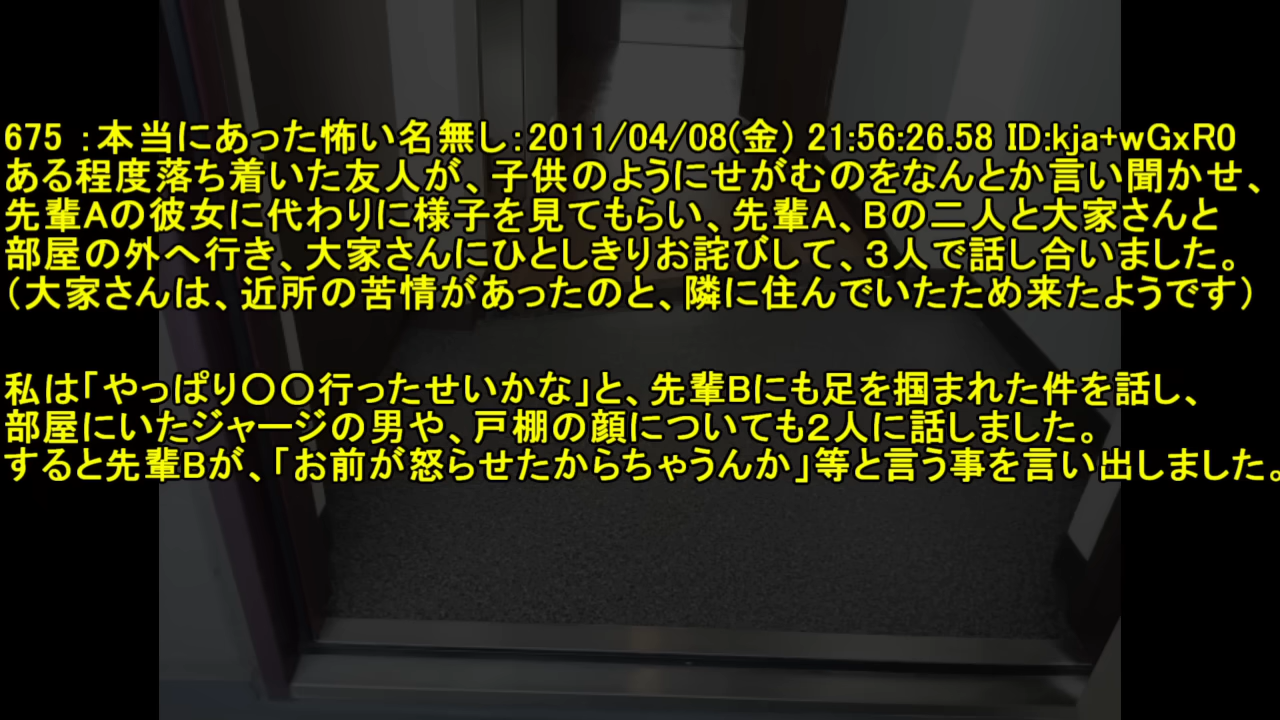 675 :本当にあった怖い名無し:2011/04/08(金) 21:56:26.58 ID:kja+wGxR0
ある程度落ち着いた友人が、子供のようにせがむのをなんとか言い聞かせ、
先輩Aの彼女に代わりに様子を見てもらい、先輩A、Bの二人と大家さんと
部屋の外へ行き、大家さんにひとしきりお詫びして、３人で話し合いました。
（大家さんは、近所の苦情があったのと、隣に住んでいたため来たようです）
私は「やっぱり〇〇行ったせいかな」と、先輩Bにも足を掴まれた件を話し、
部屋にいたジャージの男や、戸棚の顔についても２人に話しました。
すると先輩Bが、「お前が怒らせたからちゃうんか」等と言う事を言い出しました。